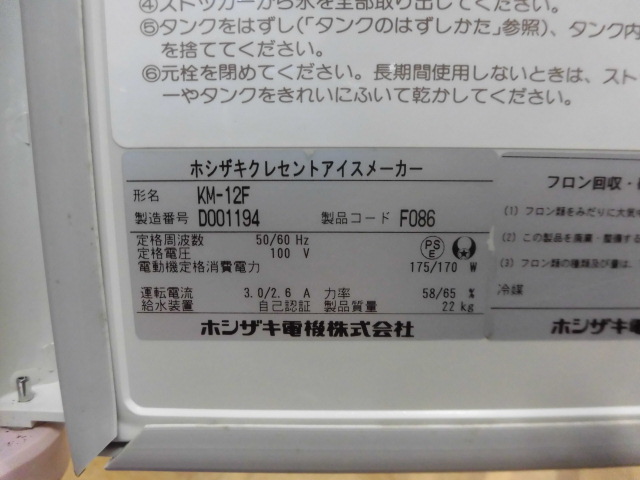 ④ストッカーから氷を全部取り出してください。
⑤タンクをはずし(「タンクのはずしかた」参照)、タンク内
を捨ててください。
⑥元栓を閉めてください。長期間使用しないときは、スト
ーやタンクをきれいにふいて乾かしてください。
ホシザキクレセントアイスメーカー
形名 KM-12F
製造番号 D001194 製品コード F086
定格周波数 50/60 Hz
定格電圧 100 V
電動機定格消費電力 175/170 W
PS
E
運転電流 3.0/2.6 A 力率 58/65 %
給水装置 自己認証 製品質量 22 kg
ホシザキ電機株式会社
フロン回収・
(1) フロン類をみだりに大気
(2) この製品を廃棄・整備する
(3) フロン類の種類及び量は、
冷媒
ホシザキ電